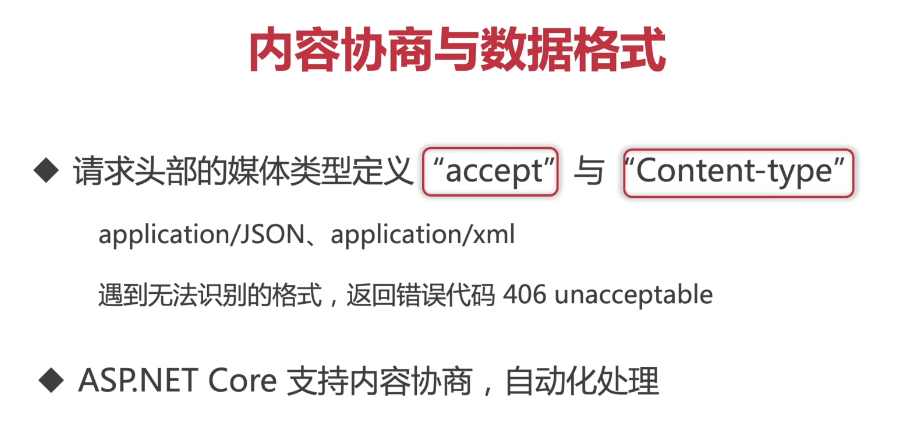 内容协商与数据格式
◆ 请求头部的媒体类型定义 “accept” 与 “Content-type”
application/JSON、application/xml
遇到无法识别的格式，返回错误代码 406 unacceptable
◆ ASP.NET Core 支持内容协商，自动化处理